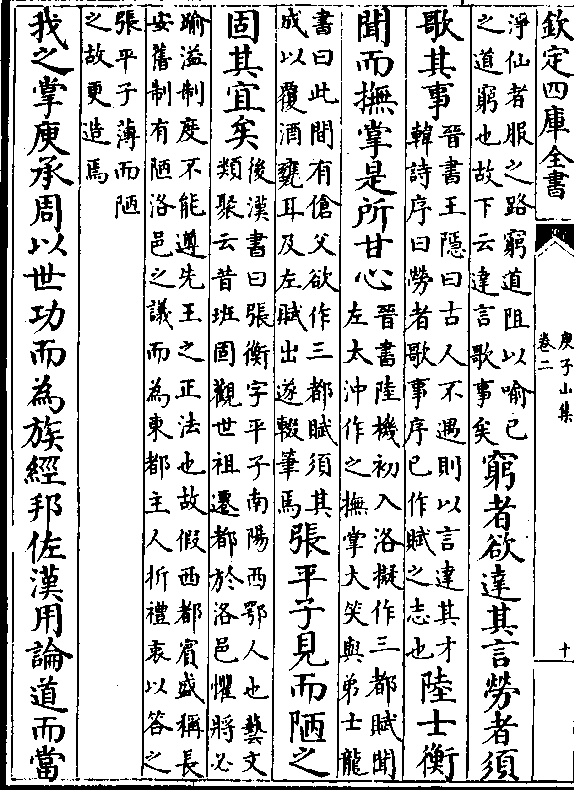 欽定四庫全書
庾子山集
卷二
十
淨仙者服之路窮道阻以喻己
之道窮也故下云達言歌事矣
窮者欲達其言勞者須
歌其事
晉書王隱曰古人不遇則以言達其才
韓詩序曰勞者歌事序已作賦之志也
陸士衡
聞而撫掌是所甘心
晉書陸機初入洛擬作三都賦聞
左太沖作之撫掌大笑與弟士龍
書曰此間有傖父欲作三都賦須其
成以覆酒甕耳及左賦出遂輟筆焉
張平子見而陋之
固其宜矣
後漢書曰張衡字平子南陽西鄂人也藝文
類聚云昔班固觀世祖遷都於洛邑懼將必
踰溢制度不能遵先王之正法也故假西都賓盛稱長
安舊制有陋洛邑之議而為東都主人折禮衷以答之
張平子薄而陋
之故更造焉
我之掌庾承周以世功而為族經邦佐漢用論道而當